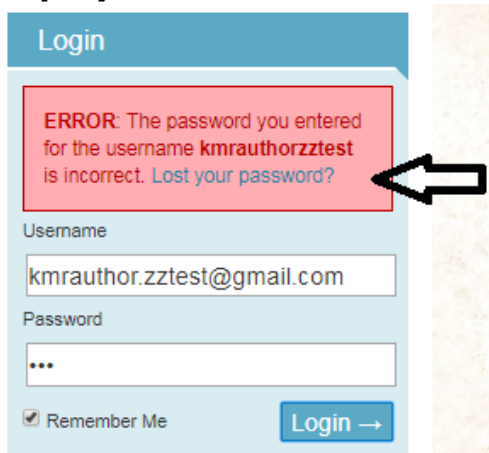 Login
ERROR: The password you entered
for the username kmrauthorzztest
is incorrect. Lost your password?
Username
kmrauthor.zztest@gmail.com
Password
•••
Remember Me
Login →